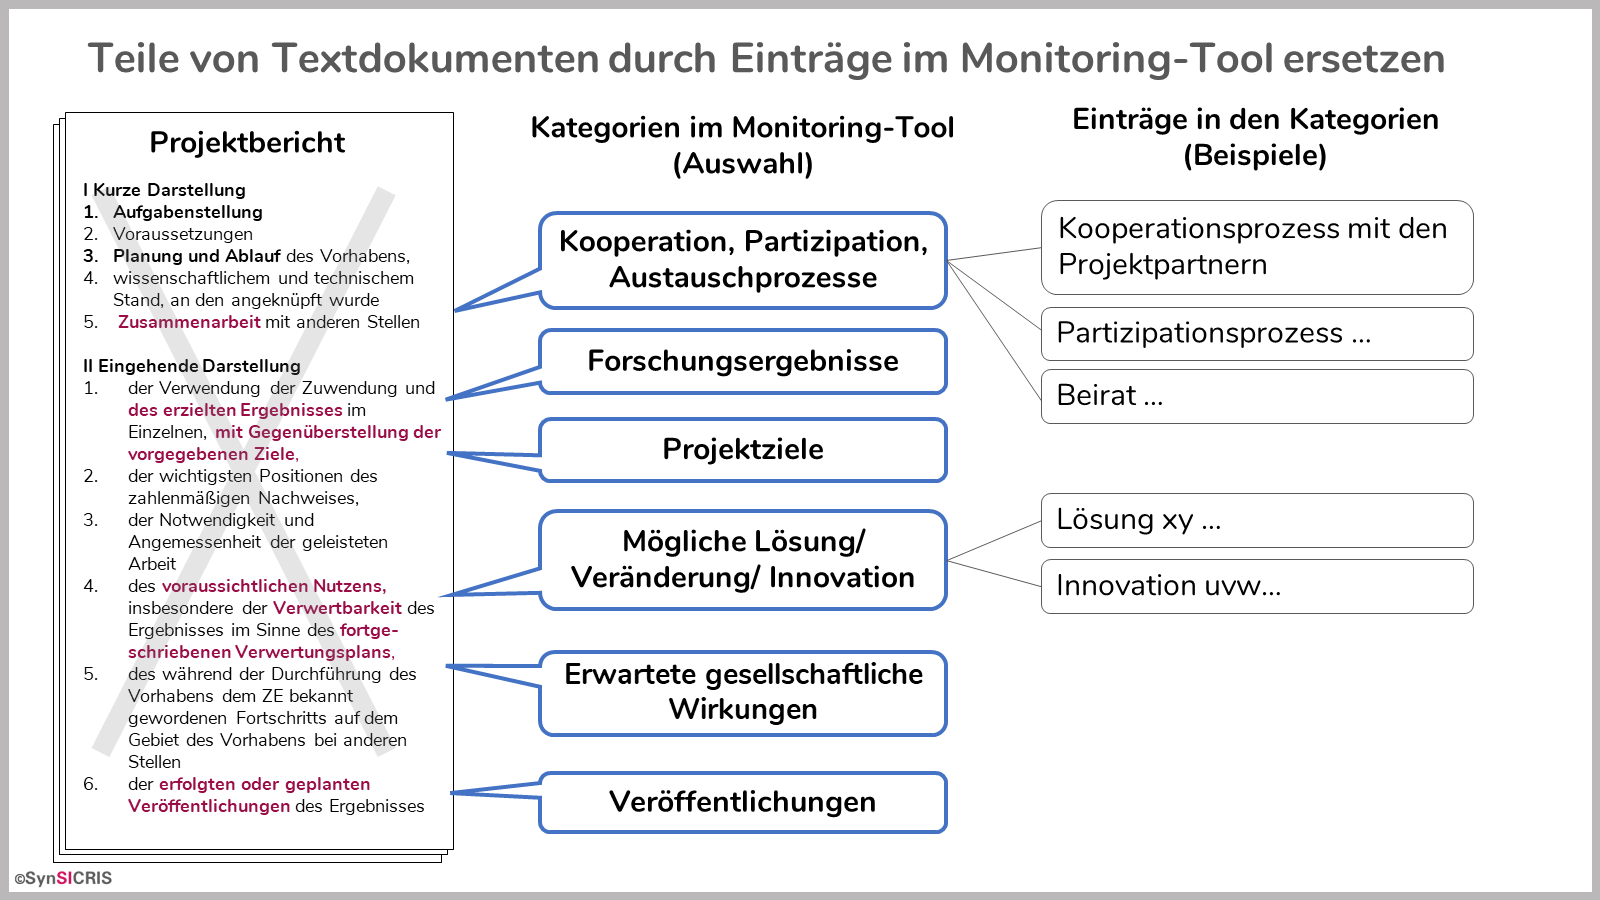 Teile von Textdokumenten durch Einträge im Monitoring-Tool ersetzen
Projektbericht
I Kurze Darstellung
1. Aufgabenstellung
2. Voraussetzungen
3. Planung und Ablauf des Vorhabens,
4. wissenschaftlichem und technischem
Stand, an den angeknüpft wurde
5. Zusammenarbeit mit anderen Stellen
II Eingehende Darstellung
1. der Verwendung der Zuwendung und
des erzielten Ergebnisses im
Einzelnen, mit Gegenüberstellung der
vorgegebenen Ziele,
2. der wichtigsten Positionen des
zahlenmäßigen Nachweises,
3. der Notwendigkeit und
Angemessenheit der geleisteten
Arbeit
4. des voraussichtlichen Nutzens,
insbesondere der Verwertbarkeit des
Ergebnisses im Sinne des fortge-
schriebenen Verwertungsplans,
5. des während der Durchführung des
Vorhabens dem ZE bekannt
gewordenen Fortschritts auf dem
Gebiet des Vorhabens bei anderen
Stellen
6. der erfolgten oder geplanten
Veröffentlichungen des Ergebnisses
Kategorien im Monitoring-Tool
(Auswahl)
Kooperation, Partizipation,
Austauschprozesse
Forschungsergebnisse
Projektziele
Mögliche Lösung/
Veränderung/ Innovation
Erwartete gesellschaftliche
Wirkungen
Veröffentlichungen
Einträge in den Kategorien
(Beispiele)
Kooperationsprozess mit den
Projektpartnern
Partizipationsprozess ...
Beirat ...
Lösung xy ...
Innovation uvw...
©SynSICRIS